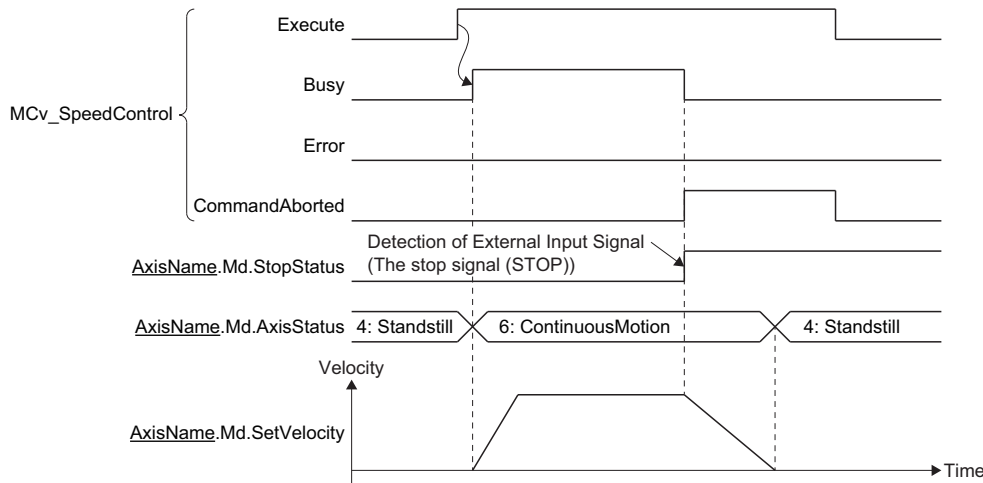 Execute
Busy
MCv_SpeedControl
Error
CommandAborted
Detection of External Input Signal
(The stop signal (STOP))
AxisName.Md.StopStatus
AxisName.Md.AxisStatus 4: Standstill 6: ContinuousMotion 4: Standstill
Velocity
AxisName.Md.SetVelocity
Time